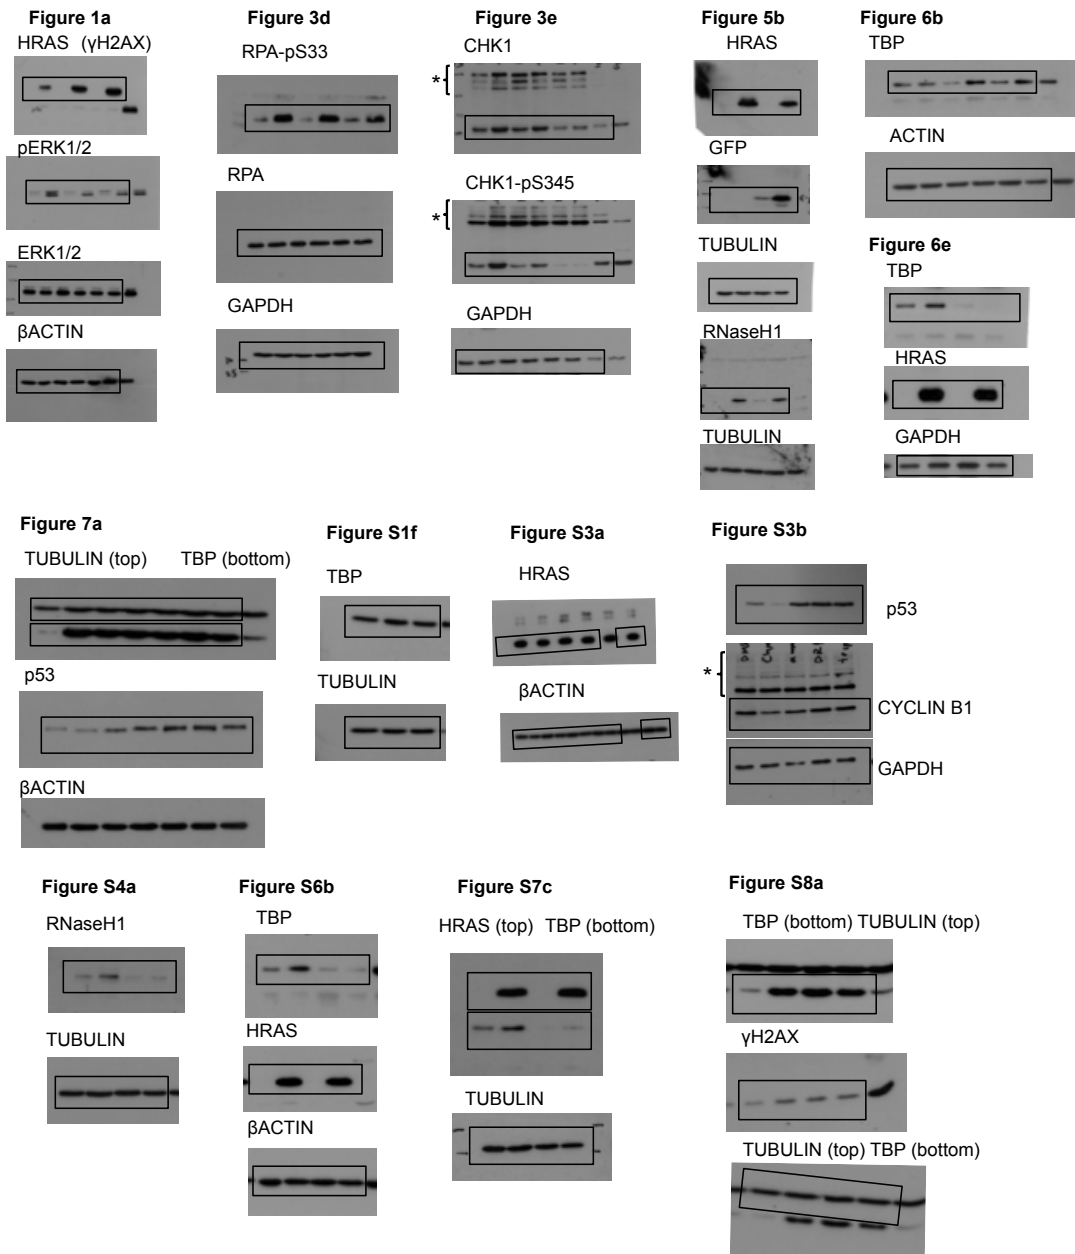 Figure 1a
HRAS (γH2AX)
pERK1/2
ERK1/2
βACTIN
Figure 3d
RPA-pS33
RPA
GAPDH
Figure 3e
CHK1
*
CHK1-pS345
*
GAPDH
Figure 5b
HRAS
GFP
TUBULIN
RNaseH1
TUBULIN
Figure 6b
TBP
ACTIN
Figure 6e
TBP
HRAS
GAPDH
Figure 7a
TUBULIN (top) TBP (bottom)
p53
βACTIN
Figure S1f
TBP
TUBULIN
Figure S3a
HRAS
βACTIN
Figure S3b
p53
*
CYCLIN B1
GAPDH
Figure S4a
RNaseH1
TUBULIN
Figure S6b
TBP
HRAS
βACTIN
Figure S7c
HRAS (top) TBP (bottom)
TUBULIN
Figure S8a
TBP (bottom) TUBULIN (top)
γH2AX
TUBULIN (top) TBP (bottom)